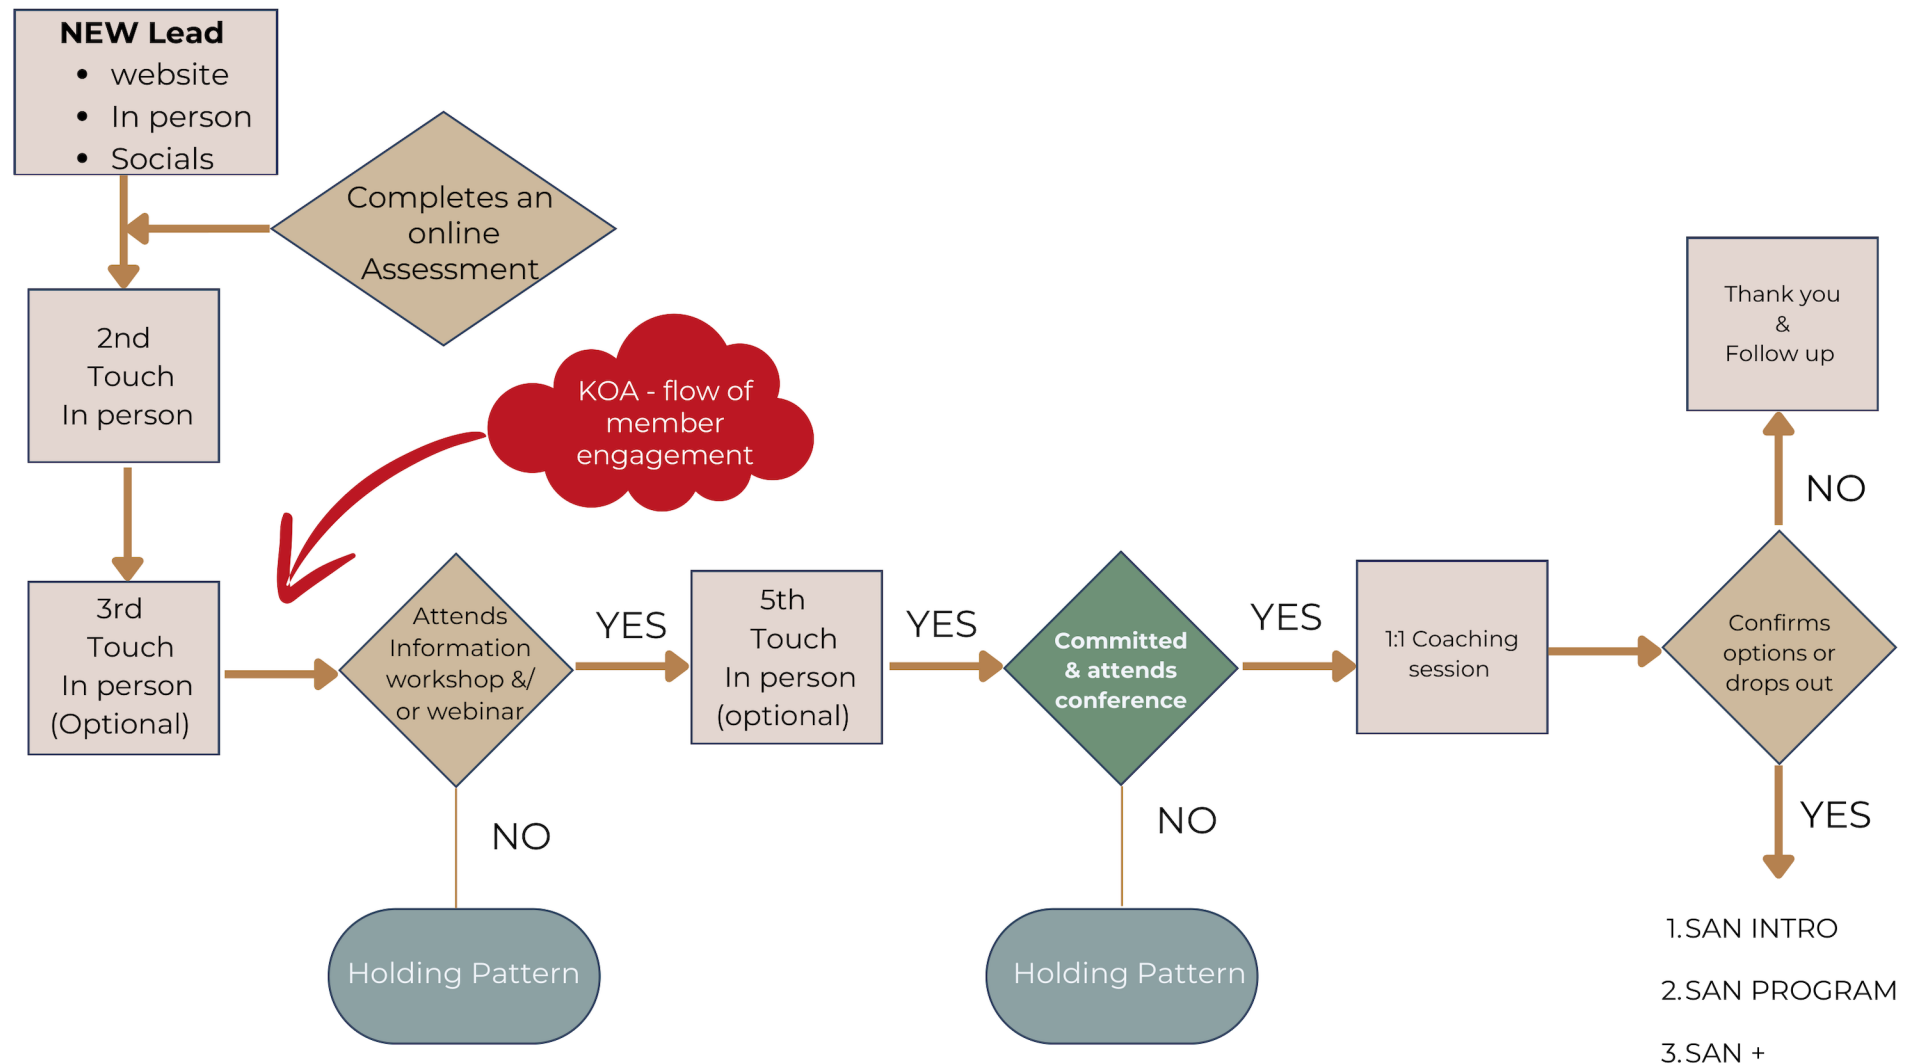 NEW Lead
• website
• In person
• Socials
Completes an
online
Assessment
2nd
Touch
In person
KOA - flow of
member
engagement
3rd
Touch
In person
(Optional)
Attends
Information
workshop &/
or webinar
YES
NO
Holding Pattern
5th
Touch
In person
(optional)
YES
Committed
& attends
conference
YES
NO
Holding Pattern
1:1 Coaching
session
Confirms
options or
drops out
NO
Thank you
&
Follow up
YES
1. SAN INTRO
2. SAN PROGRAM
3. SAN +